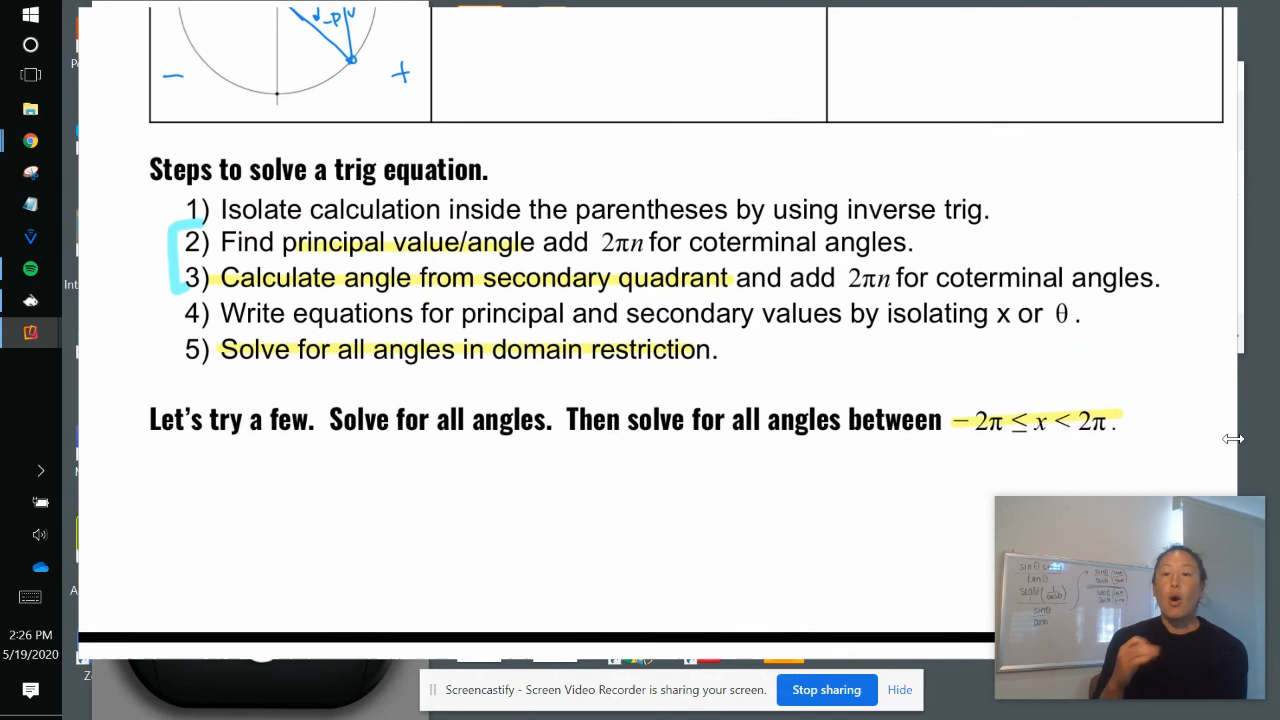 d-p
-
+
Steps to solve a trig equation.
1) Isolate calculation inside the parentheses by using inverse trig.
2) Find principal value/angle add 2πn for coterminal angles.
3) Calculate angle from secondary quadrant and add 2πn for coterminal angles.
4) Write equations for principal and secondary values by isolating x or θ .
5) Solve for all angles in domain restriction.
Let's try a few. Solve for all angles. Then solve for all angles between −2π ≤ x < 2π .
Int
2:26 PM
5/19/2020
sinθ
tanθ
Screencastify - Screen Video Recorder is sharing your screen.
Stop sharing
Hide